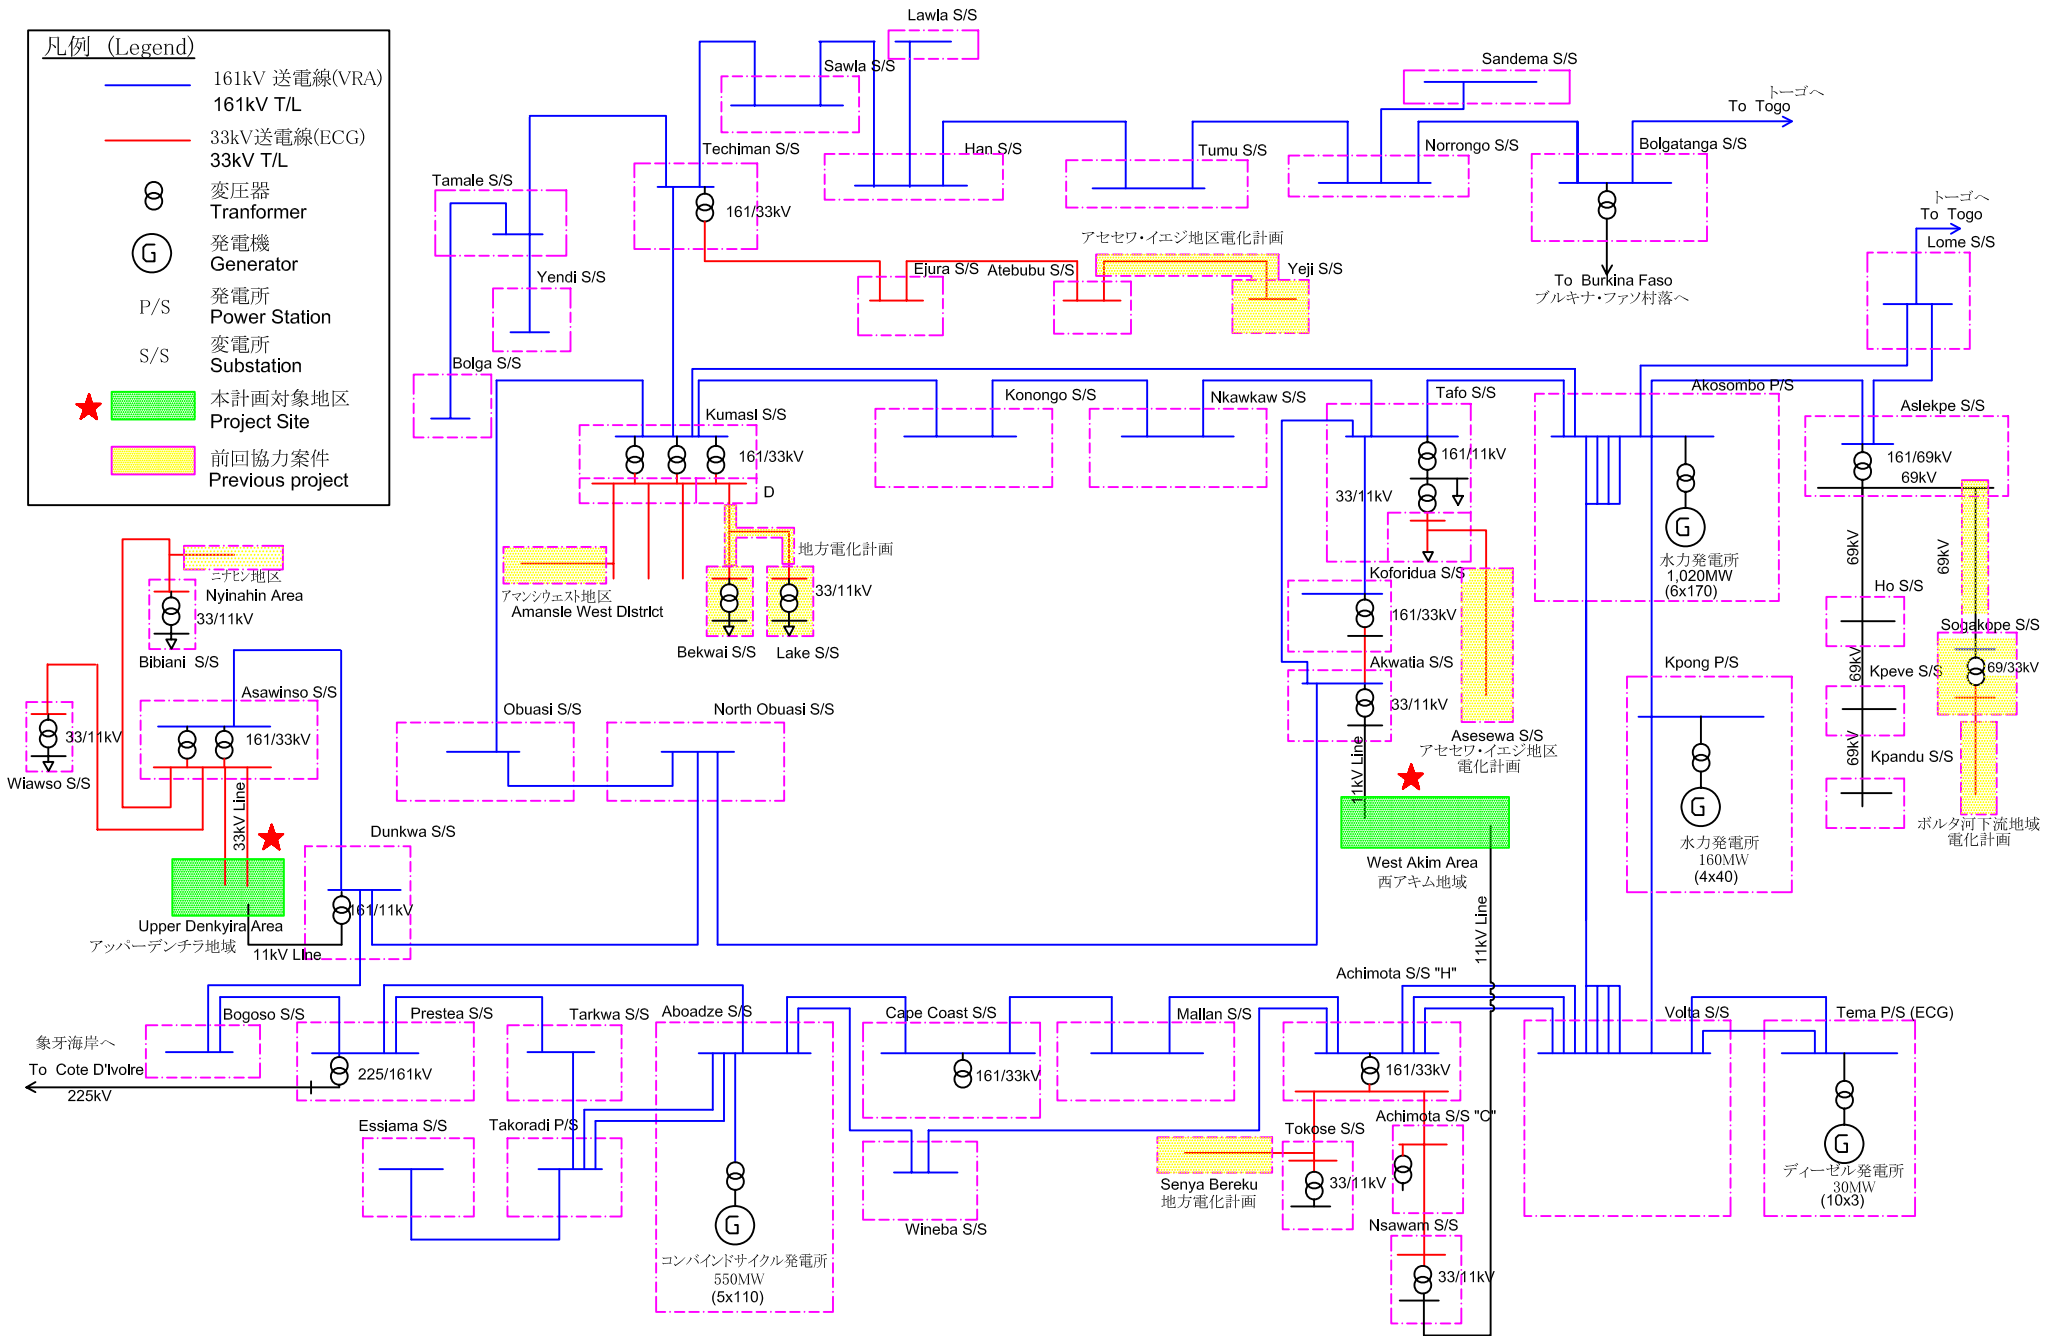 凡例 (Legend)
161kV 送電線(VRA)
161kV T/L
33kV送電線(ECG)
33kV T/L
変圧器
Tranformer
G
発電機
Generator
P/S
発電所
Power Station
S/S
変電所
Substation
本計画対象地区
Project Site
前回協力案件
Previous project
Lawla S/S
Sawla S/S
Sandema S/S
トーゴへ
To Togo
Techiman S/S
Han S/S
Tumu S/S
Norrongo S/S
Bolgatanga S/S
Tamale S/S
161/33kV
トーゴへ
To Togo
Lome S/S
アセセワ・イエジ地区電化計画
Yendi S/S
Ejura S/S
Atebubu S/S
Yeji S/S
To Burkina Faso
ブルキナ・ファソ村落へ
Bolga S/S
Kumasi S/S
Konongo S/S
Nkawkaw S/S
Tafo S/S
Akosombo P/S
Asiekpe S/S
161/33kV
D
161/11kV
33/11kV
161/69kV
69kV
G
水力発電所
1,020MW
(6x170)
69kV
69kV
地方電化計画
ニナヒン地区
Nyinahin Area
33/11kV
Bibiani S/S
アマンシウェスト地区
Amansie West District
33/11kV
Bekwai S/S
Lake S/S
Koforidua S/S
161/33kV
Ho S/S
Sogakope S/S
69/33kV
69kV
Kpeve S/S
Akwatia S/S
33/11kV
Kpong P/S
Asawinso S/S
161/33kV
33/11kV
Wiawso S/S
Obuasi S/S
North Obuasi S/S
Asesewa S/S
アセセワ・イエジ地区
電化計画
69kV
Kpandu S/S
11kV Line
33kV Line
G
水力発電所
160MW
(4x40)
ボルタ河下流地域
電化計画
Dunkwa S/S
161/11kV
West Akim Area
西アキム地域
Upper Denkyira Area
アッパーデンチラ地域
11kV Line
11kV Line
Achimota S/S "H"
Bogoso S/S
Prestea S/S
Tarkwa S/S
Aboadze S/S
Cape Coast S/S
Mallan S/S
Volta S/S
Tema P/S (ECG)
象牙海岸へ
To Cote D'Ivoire
225kV
225/161kV
161/33kV
161/33kV
Essiama S/S
Takoradi P/S
Achimota S/S "C"
Tokose S/S
33/11kV
Senya Bereku
地方電化計画
G
ディーゼル発電所
30MW
(10x3)
Wineba S/S
Nsawam S/S
G
コンバインドサイクル発電所
550MW
(5x110)
33/11kV